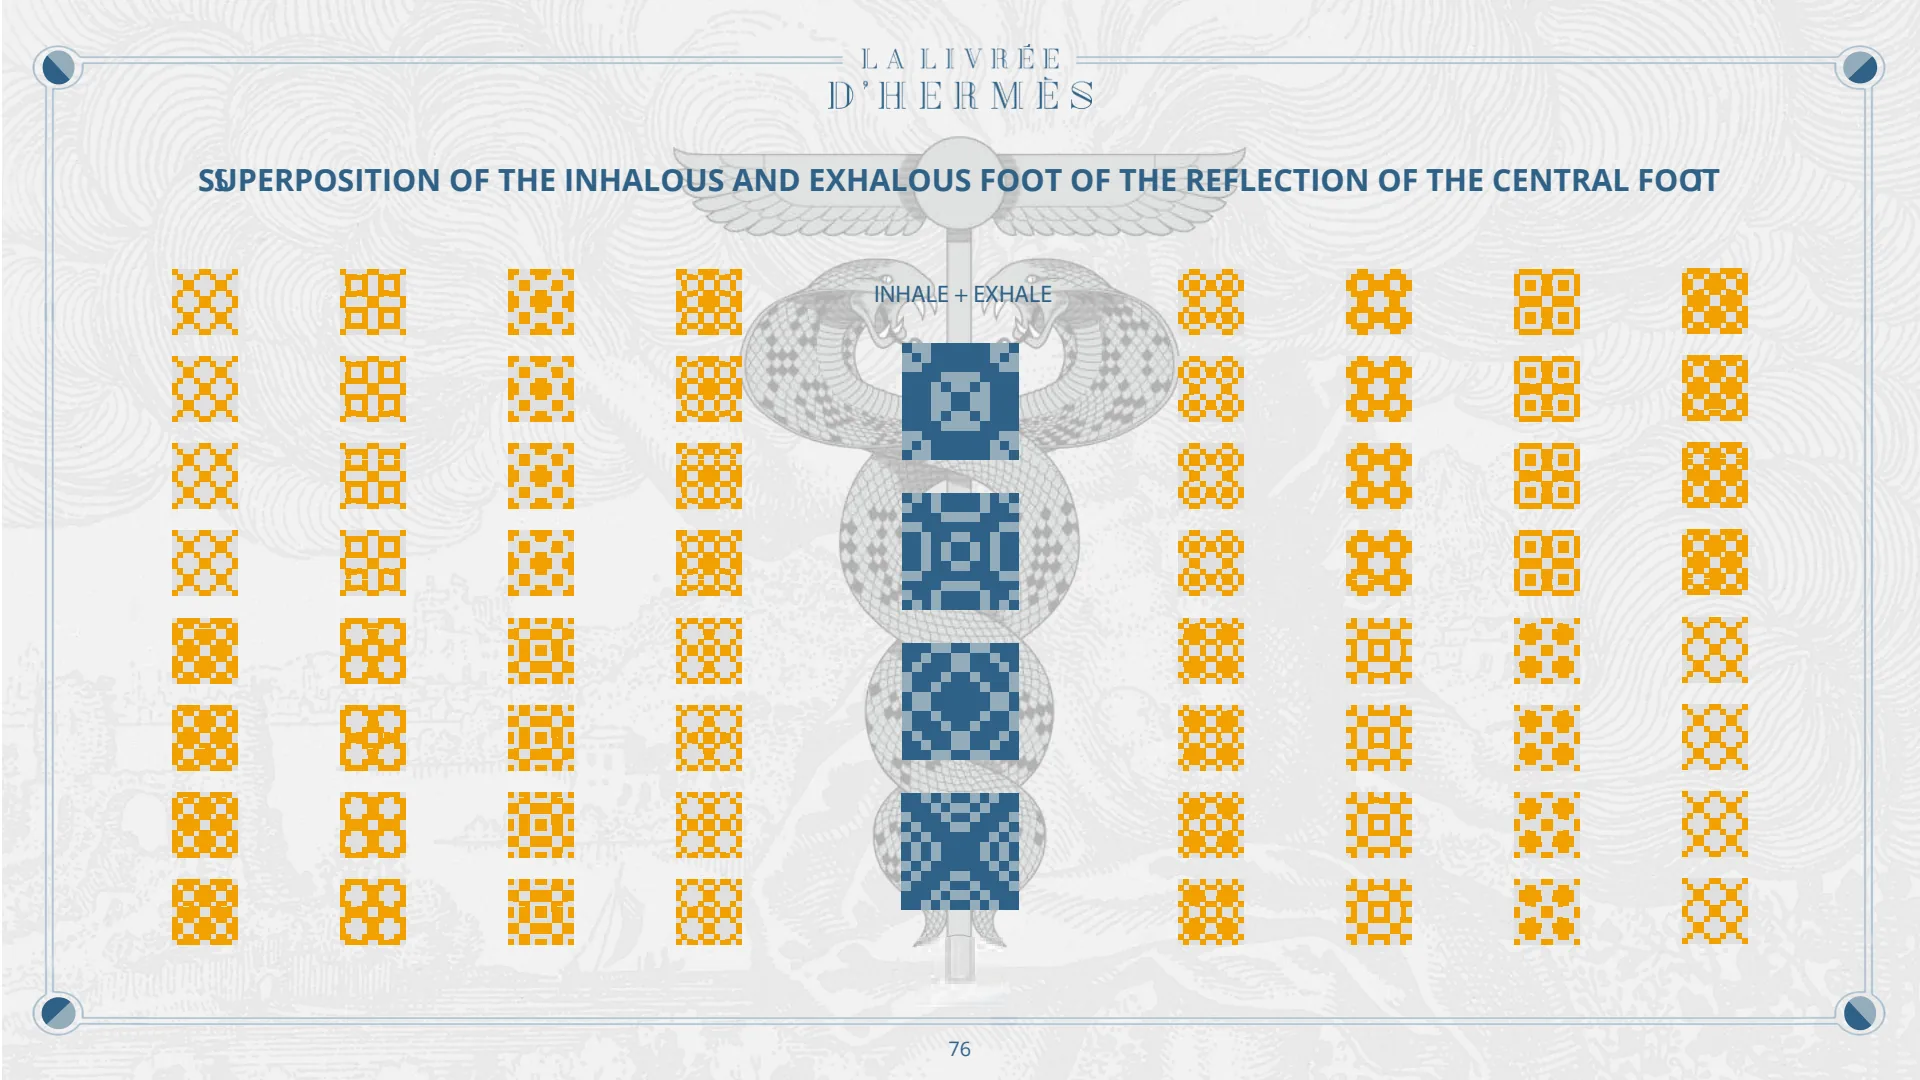 LA LIVRÉE
D'HERMÈS
SUPERPOSITION OF THE INHALOUS AND EXHALOUS FOOT OF THE REFLECTION OF THE CENTRAL FOOT
INHALE + EXHALE
76